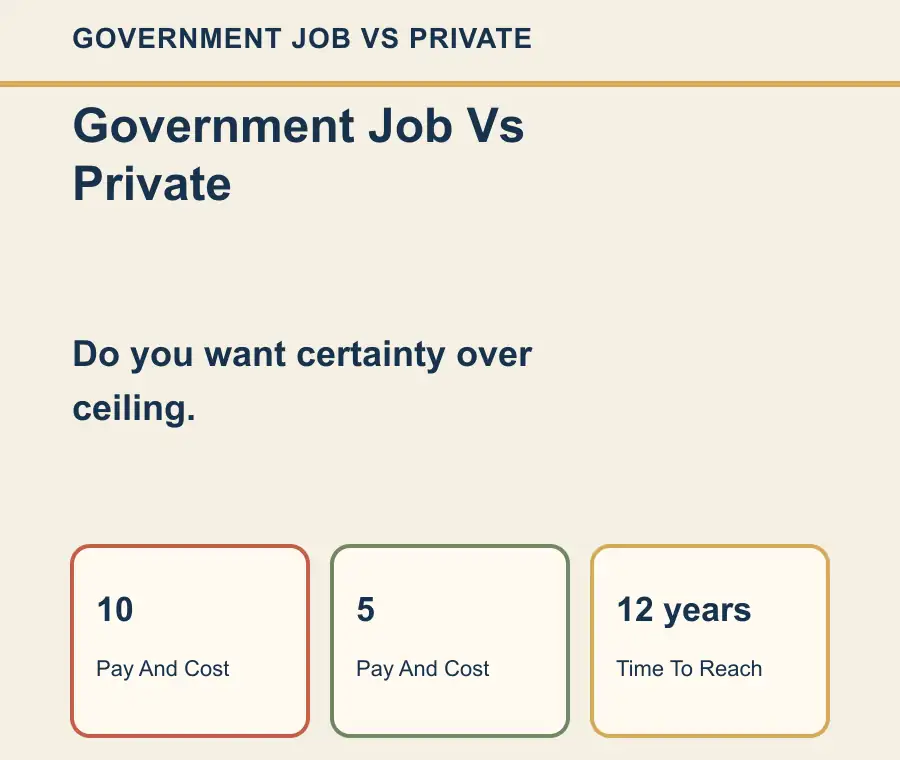 GOVERNMENT JOB VS PRIVATE
Government Job Vs
Private
Do you want certainty over
ceiling.
10
Pay And Cost
5
Pay And Cost
12 years
Time To Reach